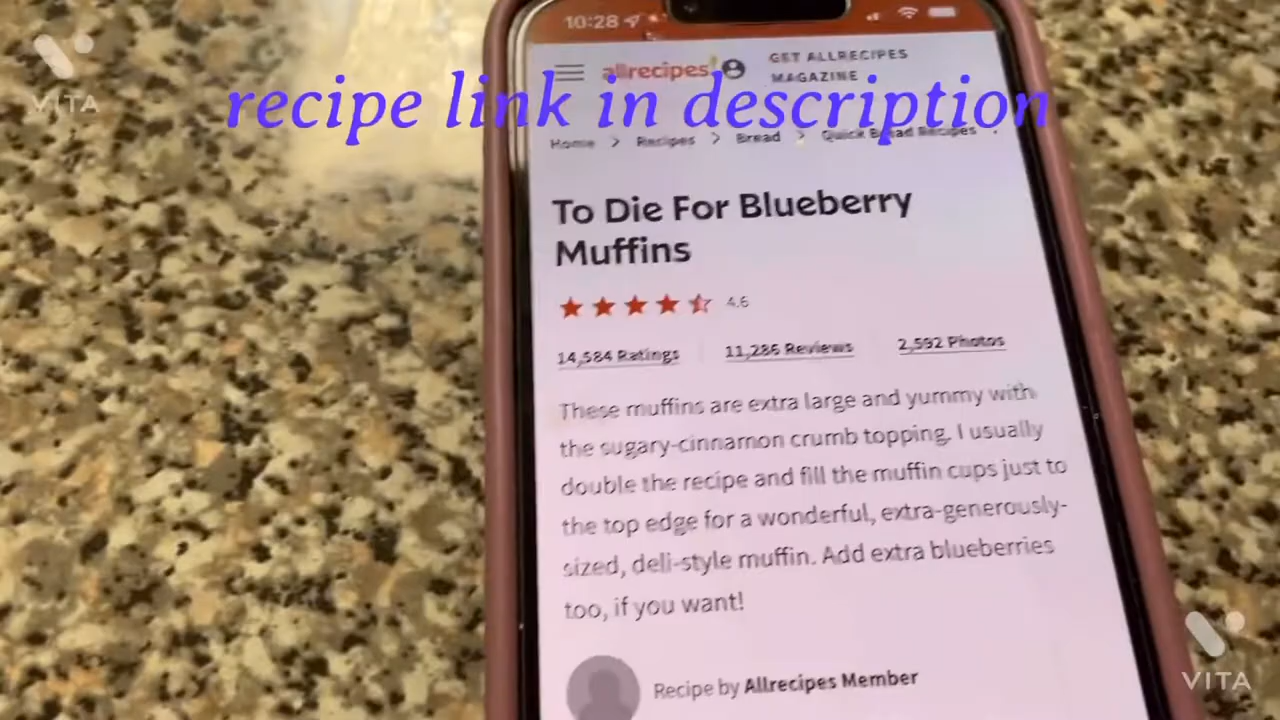 10:28
VITA
allrecipes
GET ALLRECIPES
MAGAZINE
recipe link in description
Home > Recipes > Bread > Quick Bread Recipes
To Die For Blueberry
Muffins
4.6
14,584 Ratings
11,286 Reviews
2,592 Photos
These muffins are extra large and yummy with
the sugary-cinnamon crumb topping. I usually
double the recipe and fill the muffin cups just to
the top edge for a wonderful, extra-generously-
sized, deli-style muffin. Add extra blueberries
too, if you want!
Recipe by Allrecipes Member
VITA